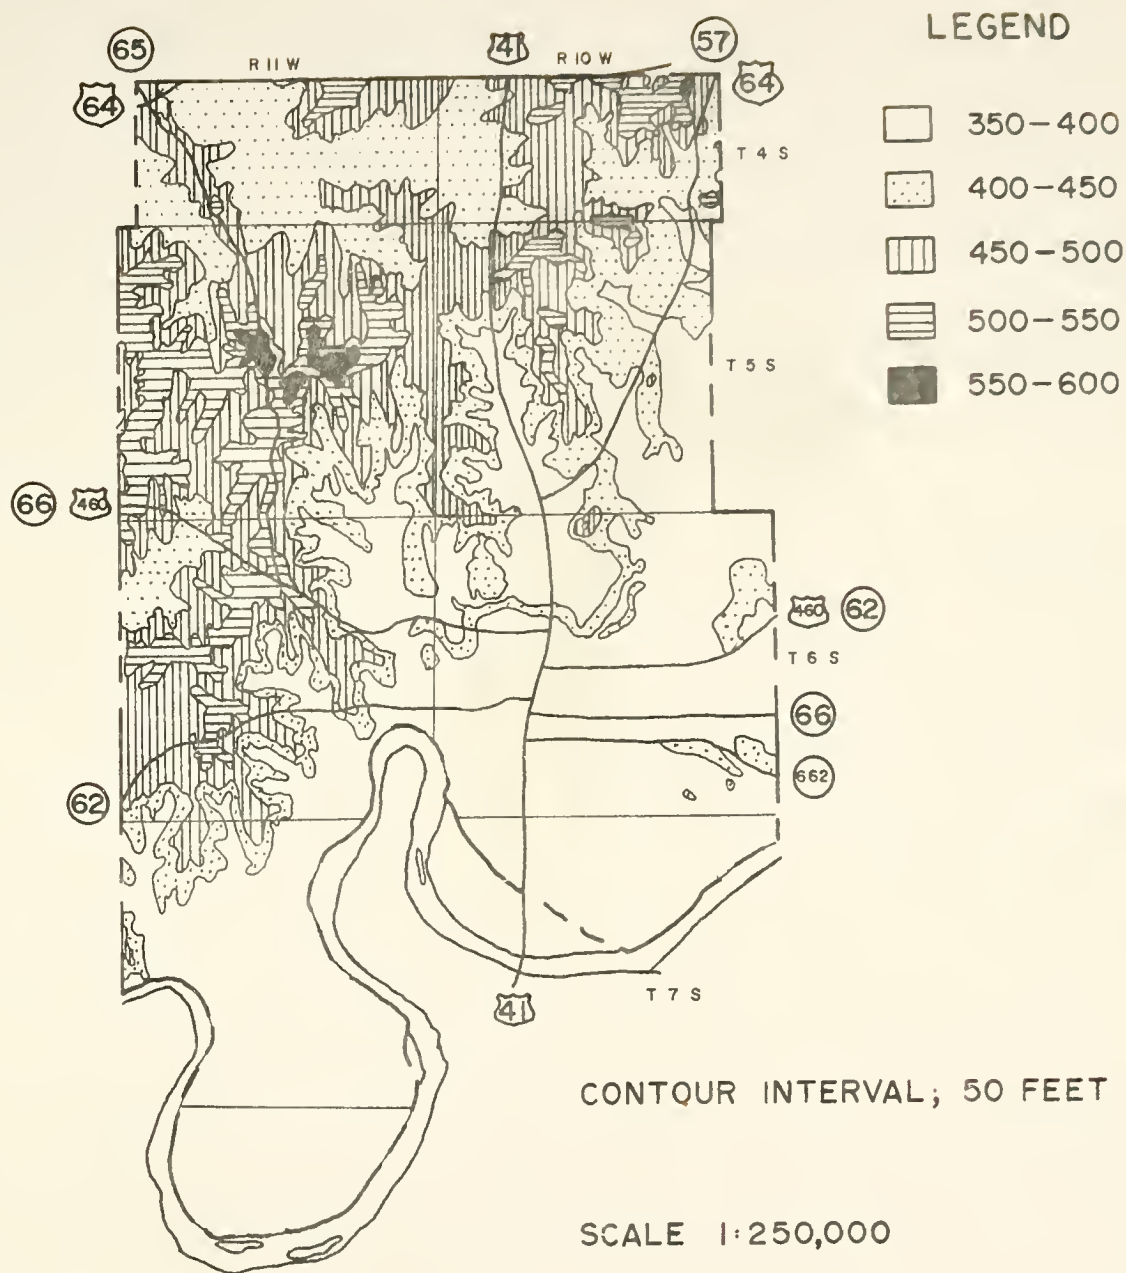 LEGEND
350-400
400-450
450-500
500-550
550-600
65
41
57
R 11 W
R 10 W
64
64
T 4 S
T 5 S
66
460
460
62
T 6 S
66
662
62
41
T 7 S
CONTOUR INTERVAL; 50 FEET
SCALE 1:250,000